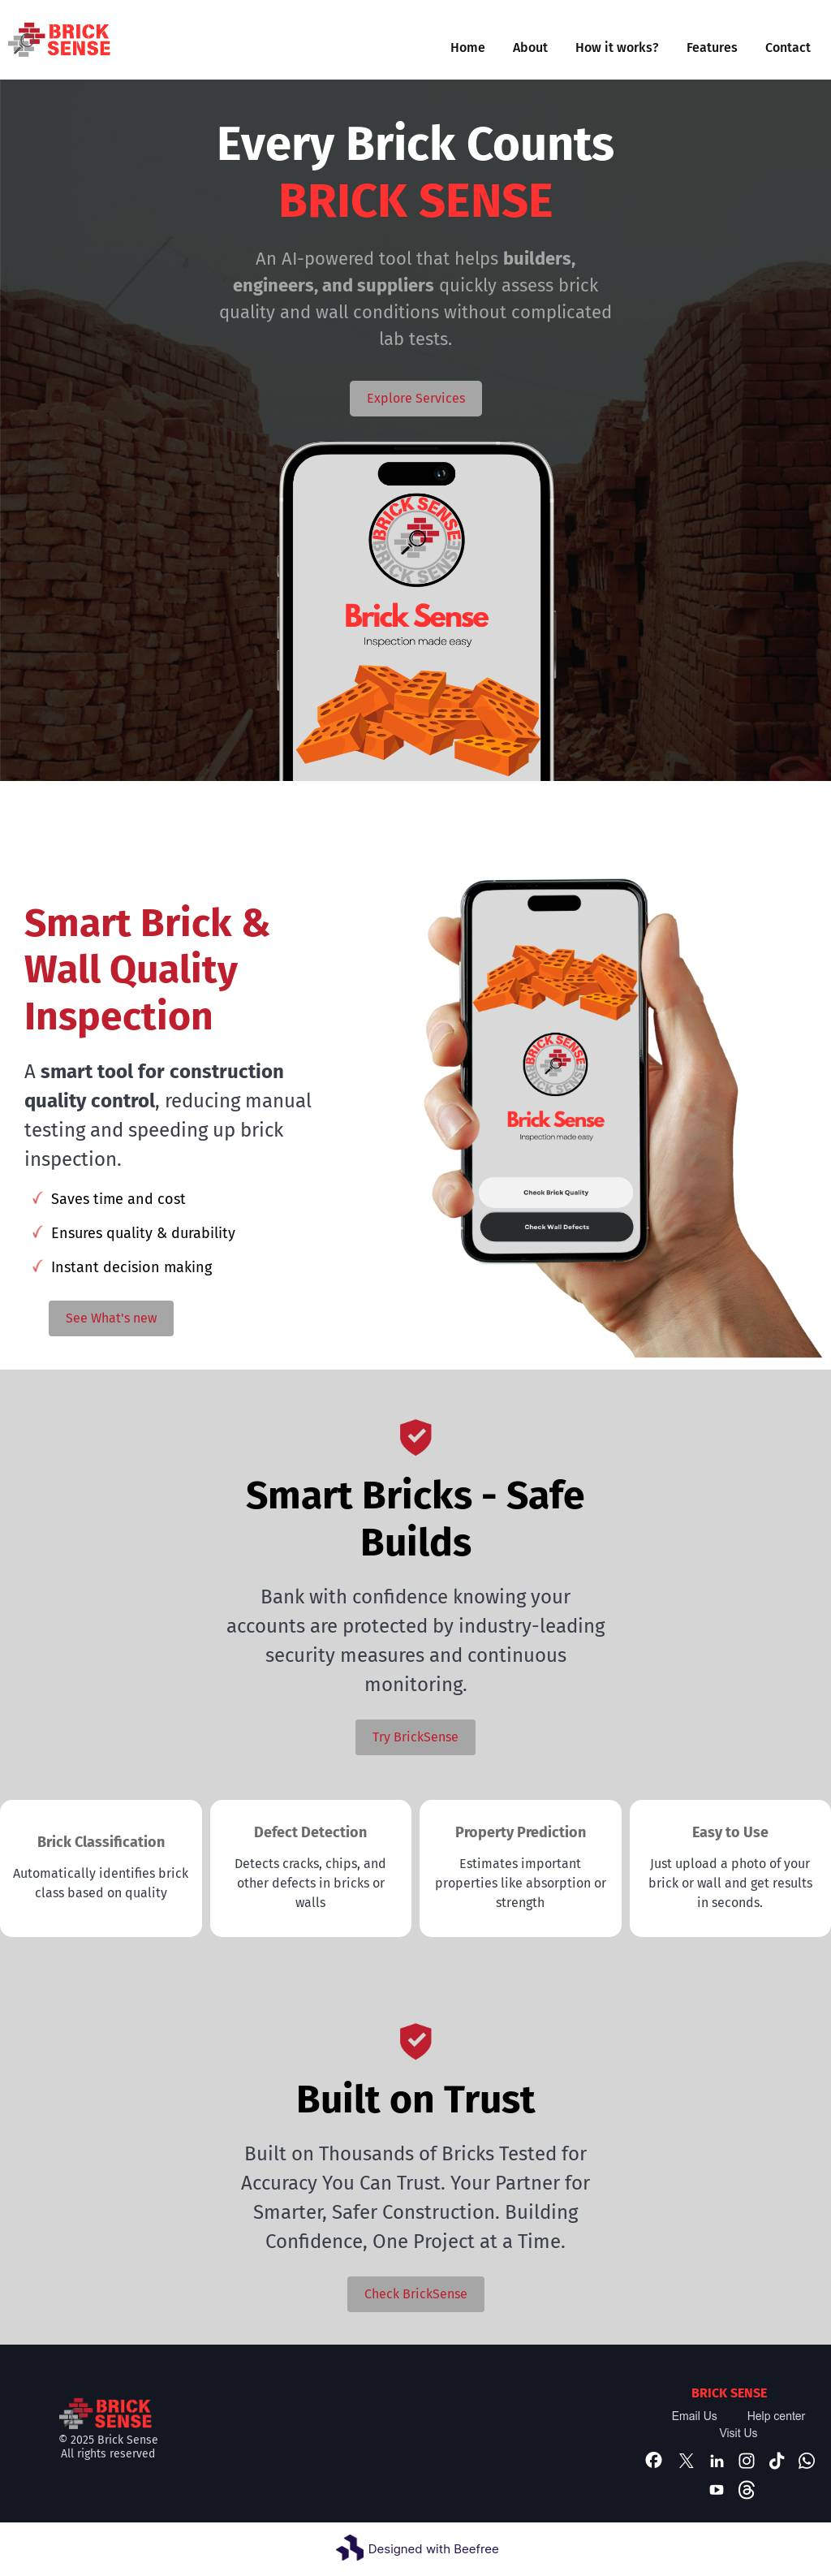 BRICK
SENSE
Home About How it works? Features Contact
Every Brick Counts
BRICK SENSE
An AI-powered tool that helps builders,
engineers, and suppliers quickly assess brick
quality and wall conditions without complicated
lab tests.
Explore Services
BRICK SENSE
BRICK SENSE
Brick Sense
Inspection made easy
Smart Brick &
Wall Quality
Inspection
A smart tool for construction
quality control, reducing manual
testing and speeding up brick
inspection.
Saves time and cost
Ensures quality & durability
Instant decision making
See What's new
BRICK SENSE
BRICK SENSE
Brick Sense
Inspection made easy
Check Brick Quality
Check Wall Defects
Smart Bricks - Safe
Builds
Bank with confidence knowing your
accounts are protected by industry-leading
security measures and continuous
monitoring.
Try BrickSense
Brick Classification
Automatically identifies brick
class based on quality
Defect Detection
Detects cracks, chips, and
other defects in bricks or
walls
Property Prediction
Estimates important
properties like absorption or
strength
Easy to Use
Just upload a photo of your
brick or wall and get results
in seconds.
Built on Trust
Built on Thousands of Bricks Tested for
Accuracy You Can Trust. Your Partner for
Smarter, Safer Construction. Building
Confidence, One Project at a Time.
Check BrickSense
BRICK
SENSE
© 2025 Brick Sense
All rights reserved
BRICK SENSE
Email Us Help center
Visit Us
Designed with Beefree